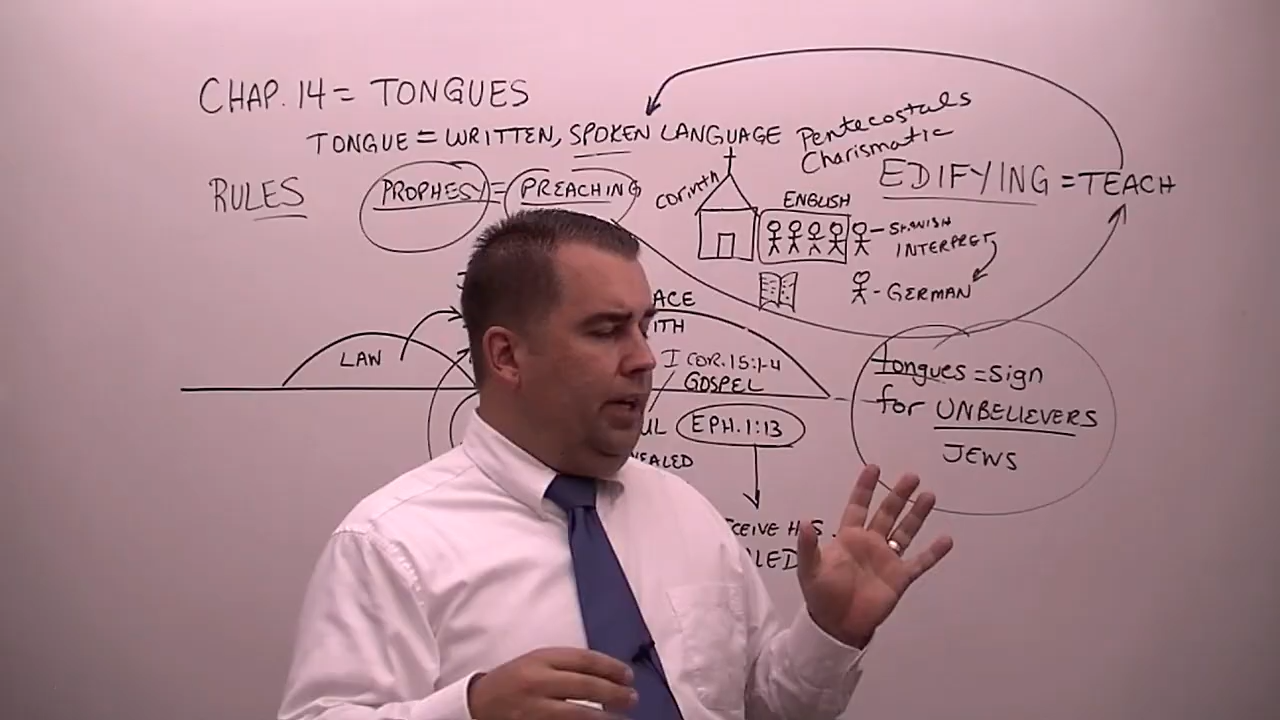 CHAP. 14 = TONGUES
TONGUE = WRITTEN, SPOKEN LANGUAGE
Pentecostals
Charismatic
RULES
PROPHESY = PREACHING
EDIFYING = TEACH
corinth
ENGLISH
SPANISH
INTERPRET
GERMAN
LAW
I COR. 15:1-4
GOSPEL
EPH. 1:13
tongues = sign
for UNBELIEVERS
JEWS